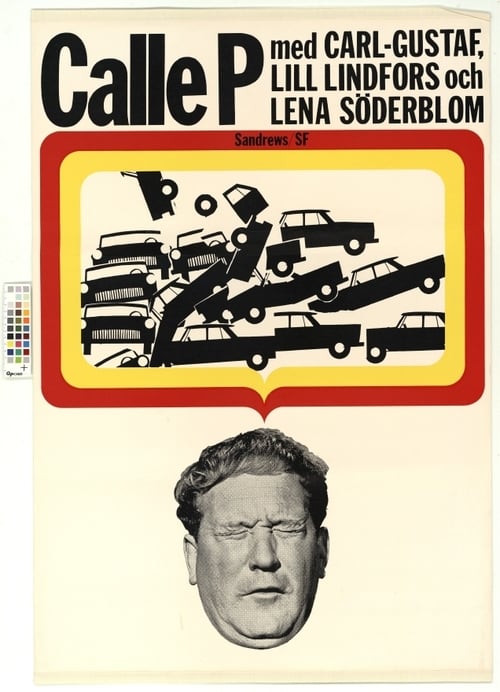 Calle P
med CARL-GUSTAF,
LILL LINDFORS och
LENA SÖDERBLOM
Sandrews/SF